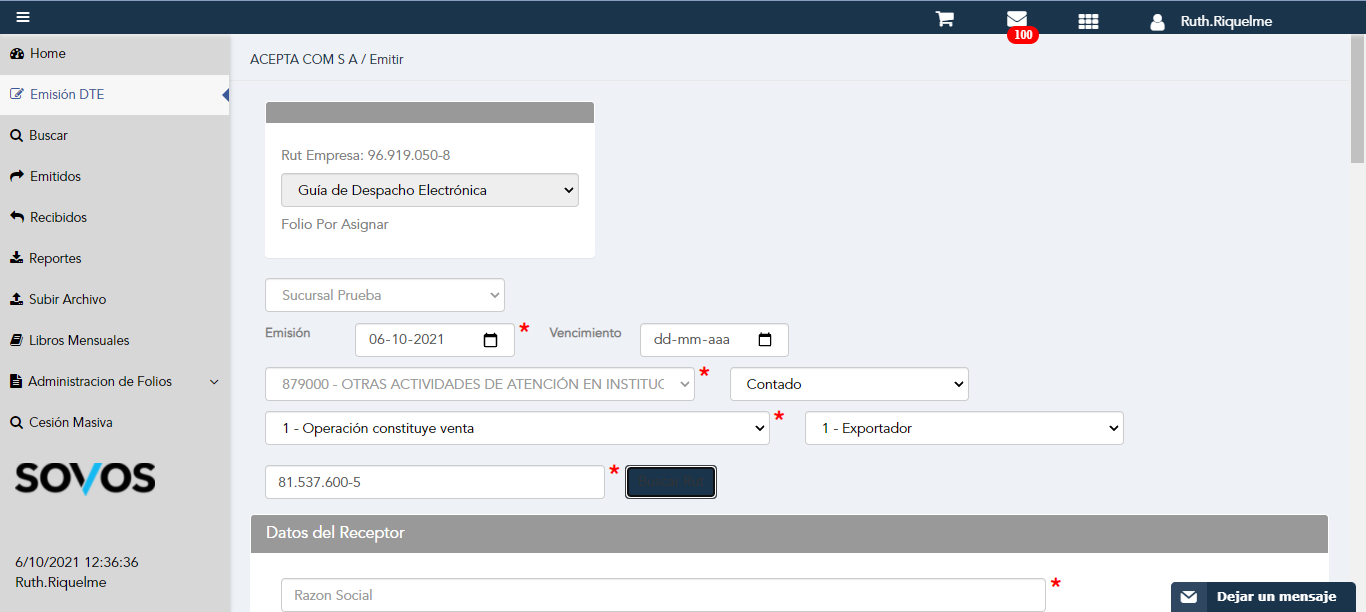 Ruth.Riquelme
100
Home
Emisión DTE
Buscar
Emitidos
Recibidos
Reportes
Subir Archivo
Libros Mensuales
Administracion de Folios
Cesión Masiva
SOVOS
6/10/2021 12:36:36
Ruth.Riquelme
ACEPTA COM S A / Emitir
Rut Empresa: 96.919.050-8
Guía de Despacho Electrónica
Folio Por Asignar
Sucursal Prueba
Emisión 06-10-2021 * Vencimiento dd-mm-aaa
879000 - OTRAS ACTIVIDADES DE ATENCIÓN EN INSTITUC * Contado
1 - Operación constituye venta * 1 - Exportador
81.537.600-5 *
Datos del Receptor
Razon Social *
Dejar un mensaje